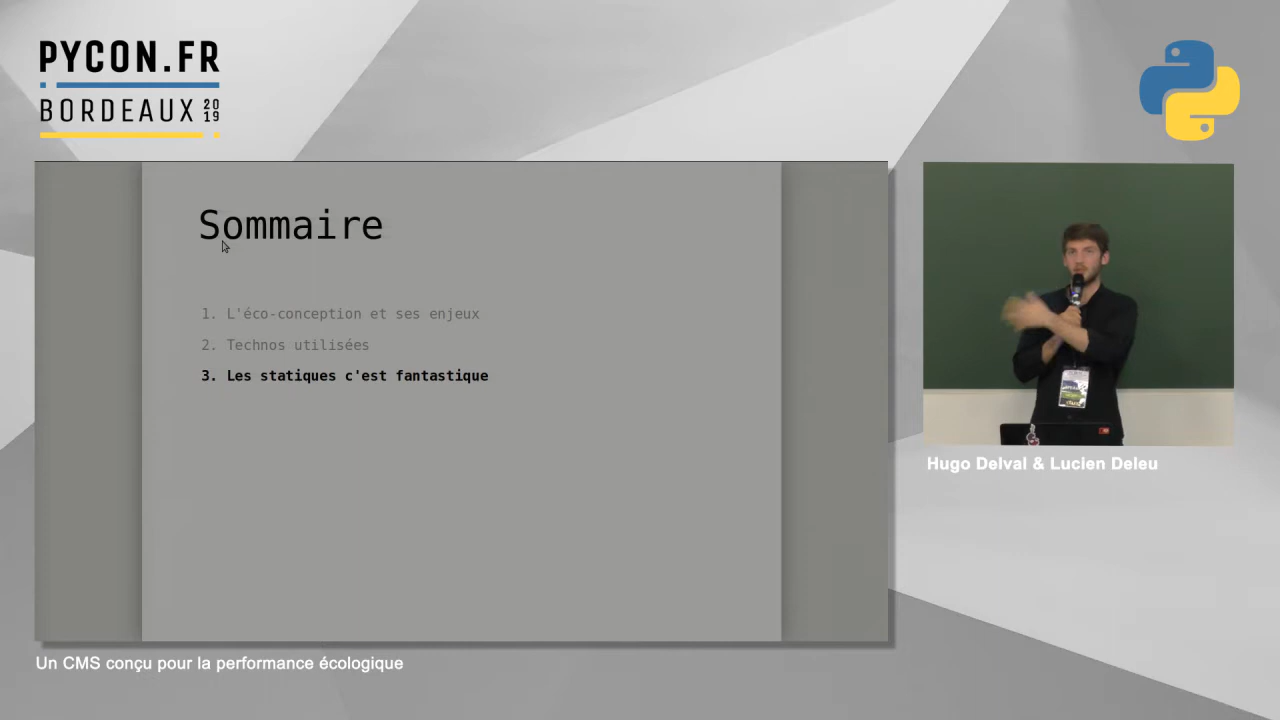 PYCON.FR
BORDEAUX 2019
Sommaire
1. L'éco-conception et ses enjeux
2. Technos utilisées
3. Les statiques c'est fantastique
Hugo Delval & Lucien Deleu
Un CMS conçu pour la performance écologique